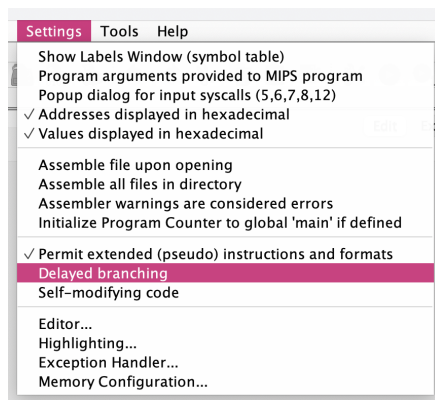 Settings Tools Help
Show Labels Window (symbol table)
Program arguments provided to MIPS program
Popup dialog for input syscalls (5,6,7,8,12)
✓ Addresses displayed in hexadecimal
✓ Values displayed in hexadecimal
Assemble file upon opening
Assemble all files in directory
Assembler warnings are considered errors
Initialize Program Counter to global 'main' if defined
✓ Permit extended (pseudo) instructions and formats
Delayed branching
Self-modifying code
Editor...
Highlighting...
Exception Handler...
Memory Configuration...
Edit